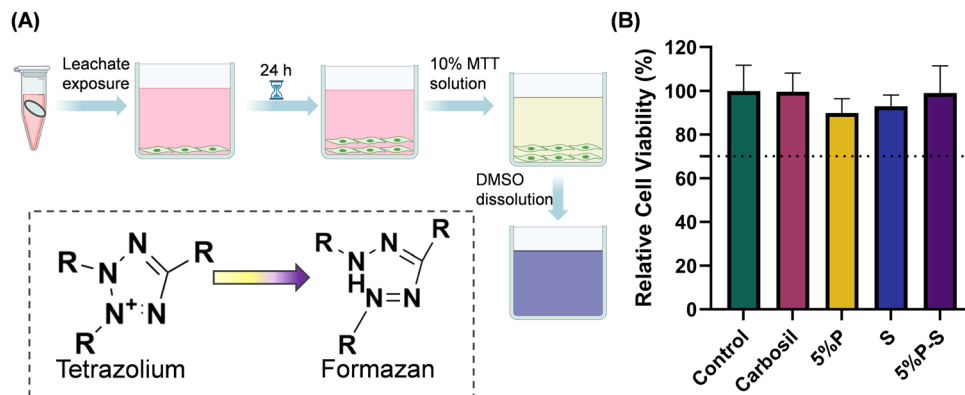 (A)
Leachate
exposure
24 h
10% MTT
solution
DMSO
dissolution
R
N
N
R
N⁺
N
R
Tetrazolium
R
N
H
N
R
N=N
R
Formazan
(B)
Relative Cell Viability (%)
120
100
80
60
40
20
0
Control
Carbosil
5%P
S
5%P-S